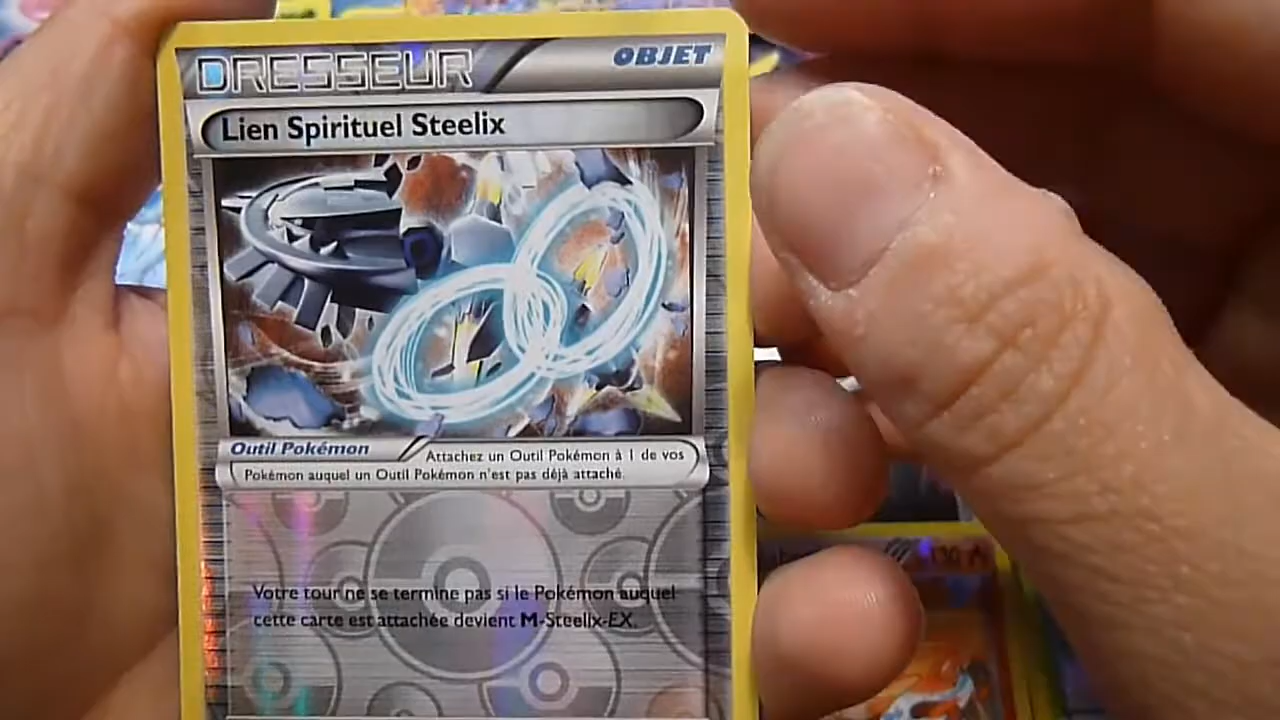 DRESSEUR
OBJET
Lien Spirituel Steelix
Outil Pokémon
Attachez un Outil Pokémon à 1 de vos
Pokémon auquel un Outil Pokémon n'est pas déjà attaché.
Votre tour ne se termine pas si le Pokémon auquel
cette carte est attachée devient M-Steelix-EX.
130